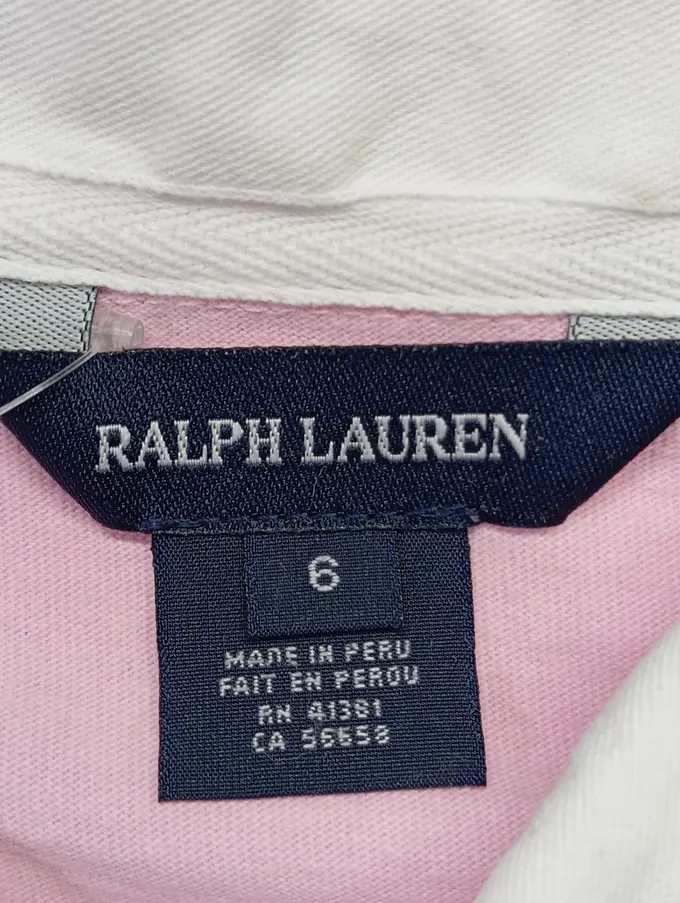 RALPH LAUREN
6
MADE IN PERU
FAIT EN PEROU
RN 41381
CA 56658